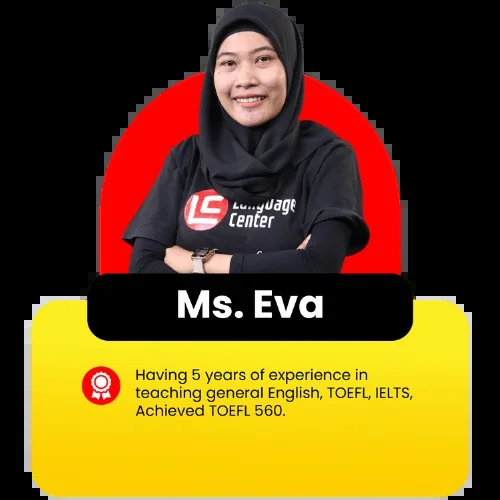 LC Language
Center
Ms. Eva
Having 5 years of experience in
teaching general English, TOEFL, IELTS,
Achieved TOEFL 560.